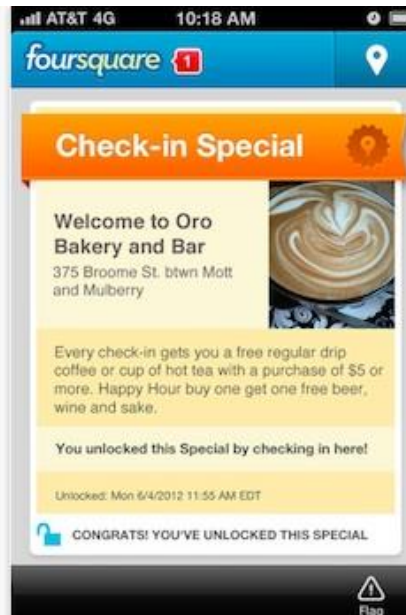 AT&T 4G 10:18 AM
foursquare 1
Check-in Special
Welcome to Oro
Bakery and Bar
375 Broome St. btwn Mott
and Mulberry
Every check-in gets you a free regular drip
coffee or cup of hot tea with a purchase of $5 or
more. Happy Hour buy one get one free beer,
wine and sake.
You unlocked this Special by checking in here!
Unlocked: Mon 6/4/2012 11:55 AM EDT
CONGRATS! YOU'VE UNLOCKED THIS SPECIAL
Flag